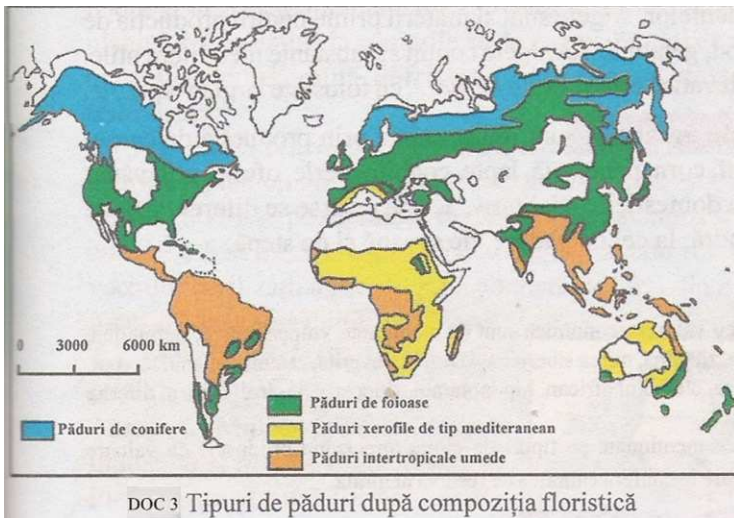 0 3000 6000 km
Păduri de conifere
Păduri de foioase
Păduri xerofile de tip mediteranean
Păduri intertropicale umede
DOC 3 Tipuri de păduri după compoziția floristică